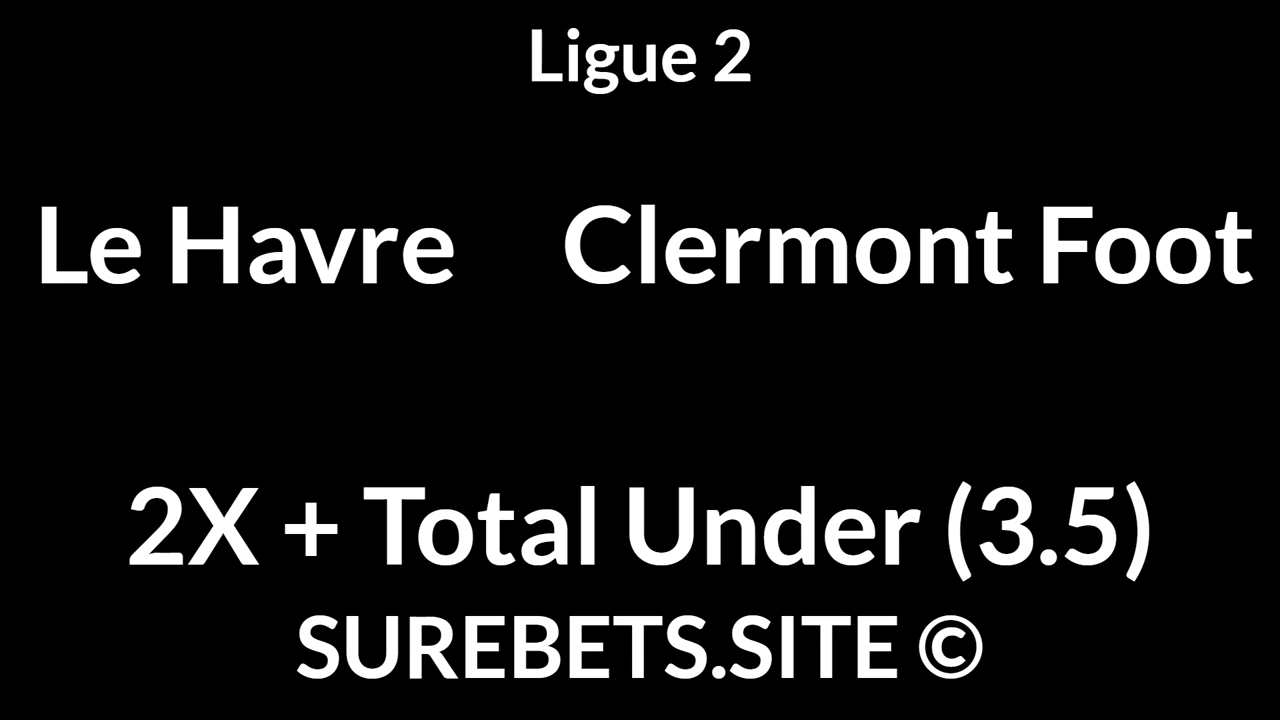 Ligue 2
Le Havre Clermont Foot
2X + Total Under (3.5)
SUREBETS.SITE ©